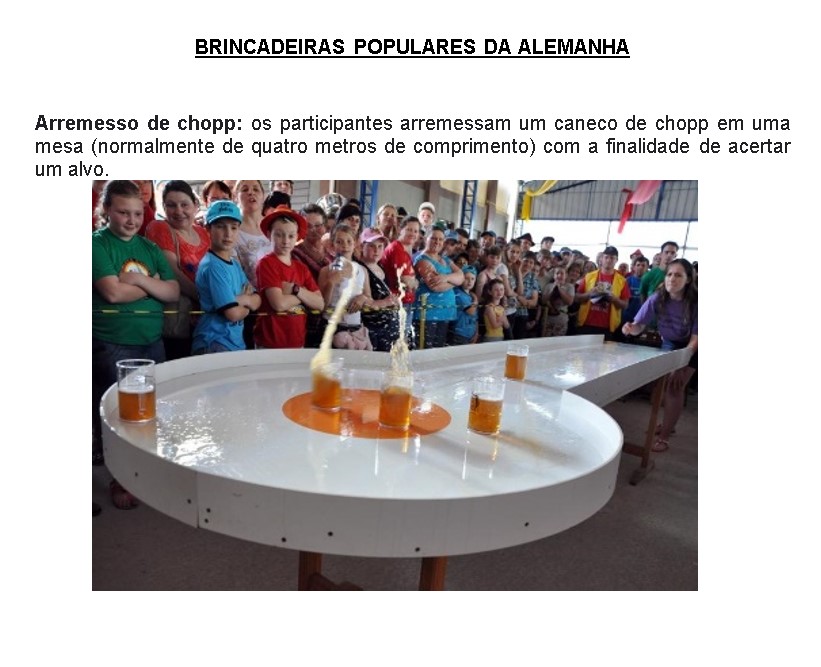 BRINCADEIRAS POPULARES DA ALEMANHA
Arremesso de chopp: os participantes arremessam um caneco de chopp em uma
mesa (normalmente de quatro metros de comprimento) com a finalidade de acertar
um alvo.